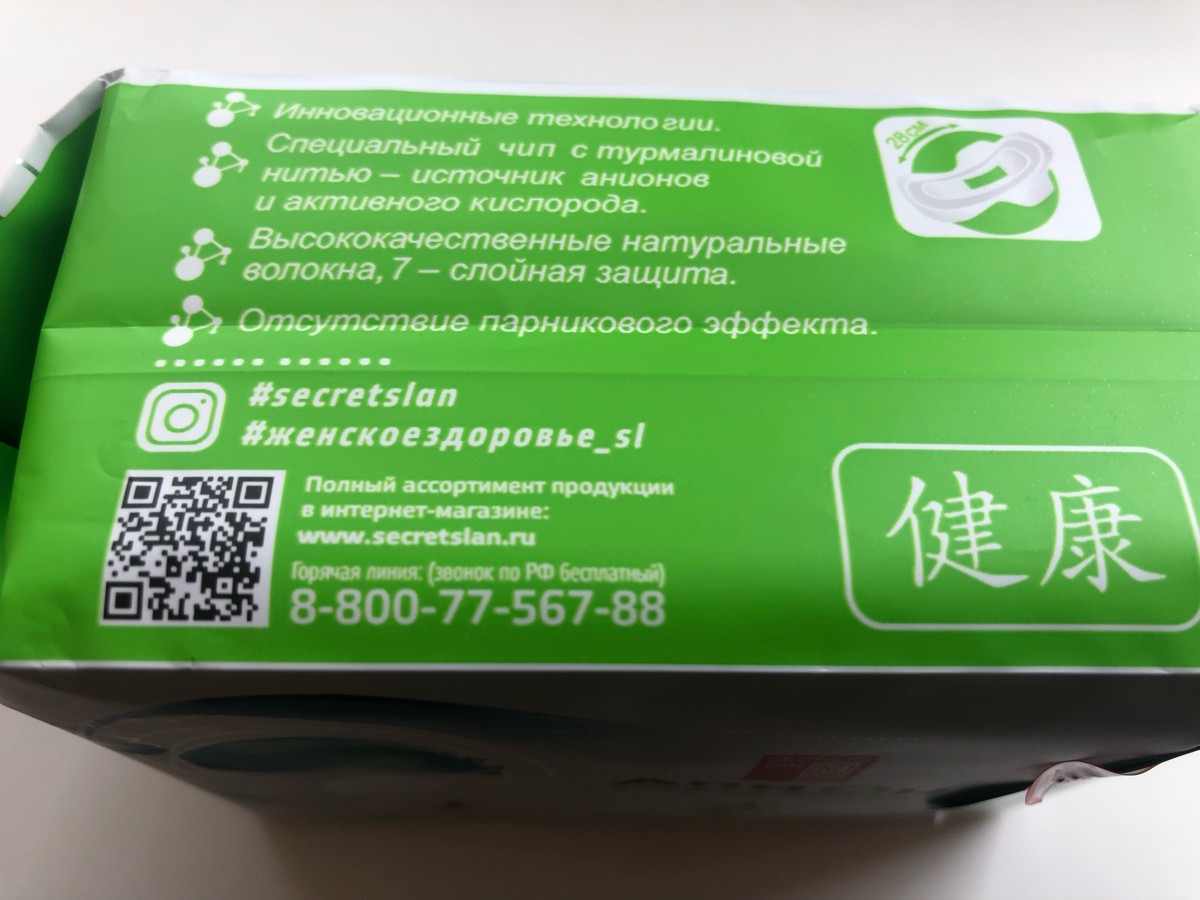 Инновационные технологии.
Специальный чип с турмалиновой
нитью – источник анионов
и активного кислорода.
Высококачественные натуральные
волокна, 7 – слойная защита.
Отсутствие парникового эффекта.
28см
#secretslan
#женскоездоровье_sl
Полный ассортимент продукции
в интернет-магазине:
www.secretslan.ru
Горячая линия: (звонок по РФ бесплатный)
8-800-77-567-88
健康